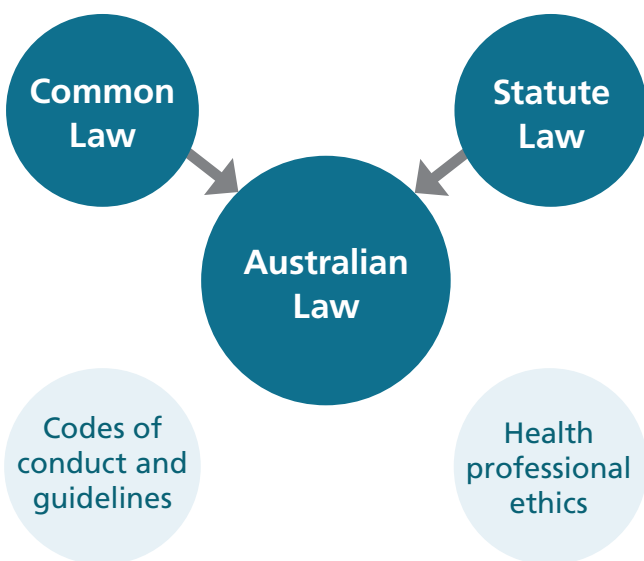 Common
Law
Statute
Law
Australian
Law
Codes of
conduct and
guidelines
Health
professional
ethics